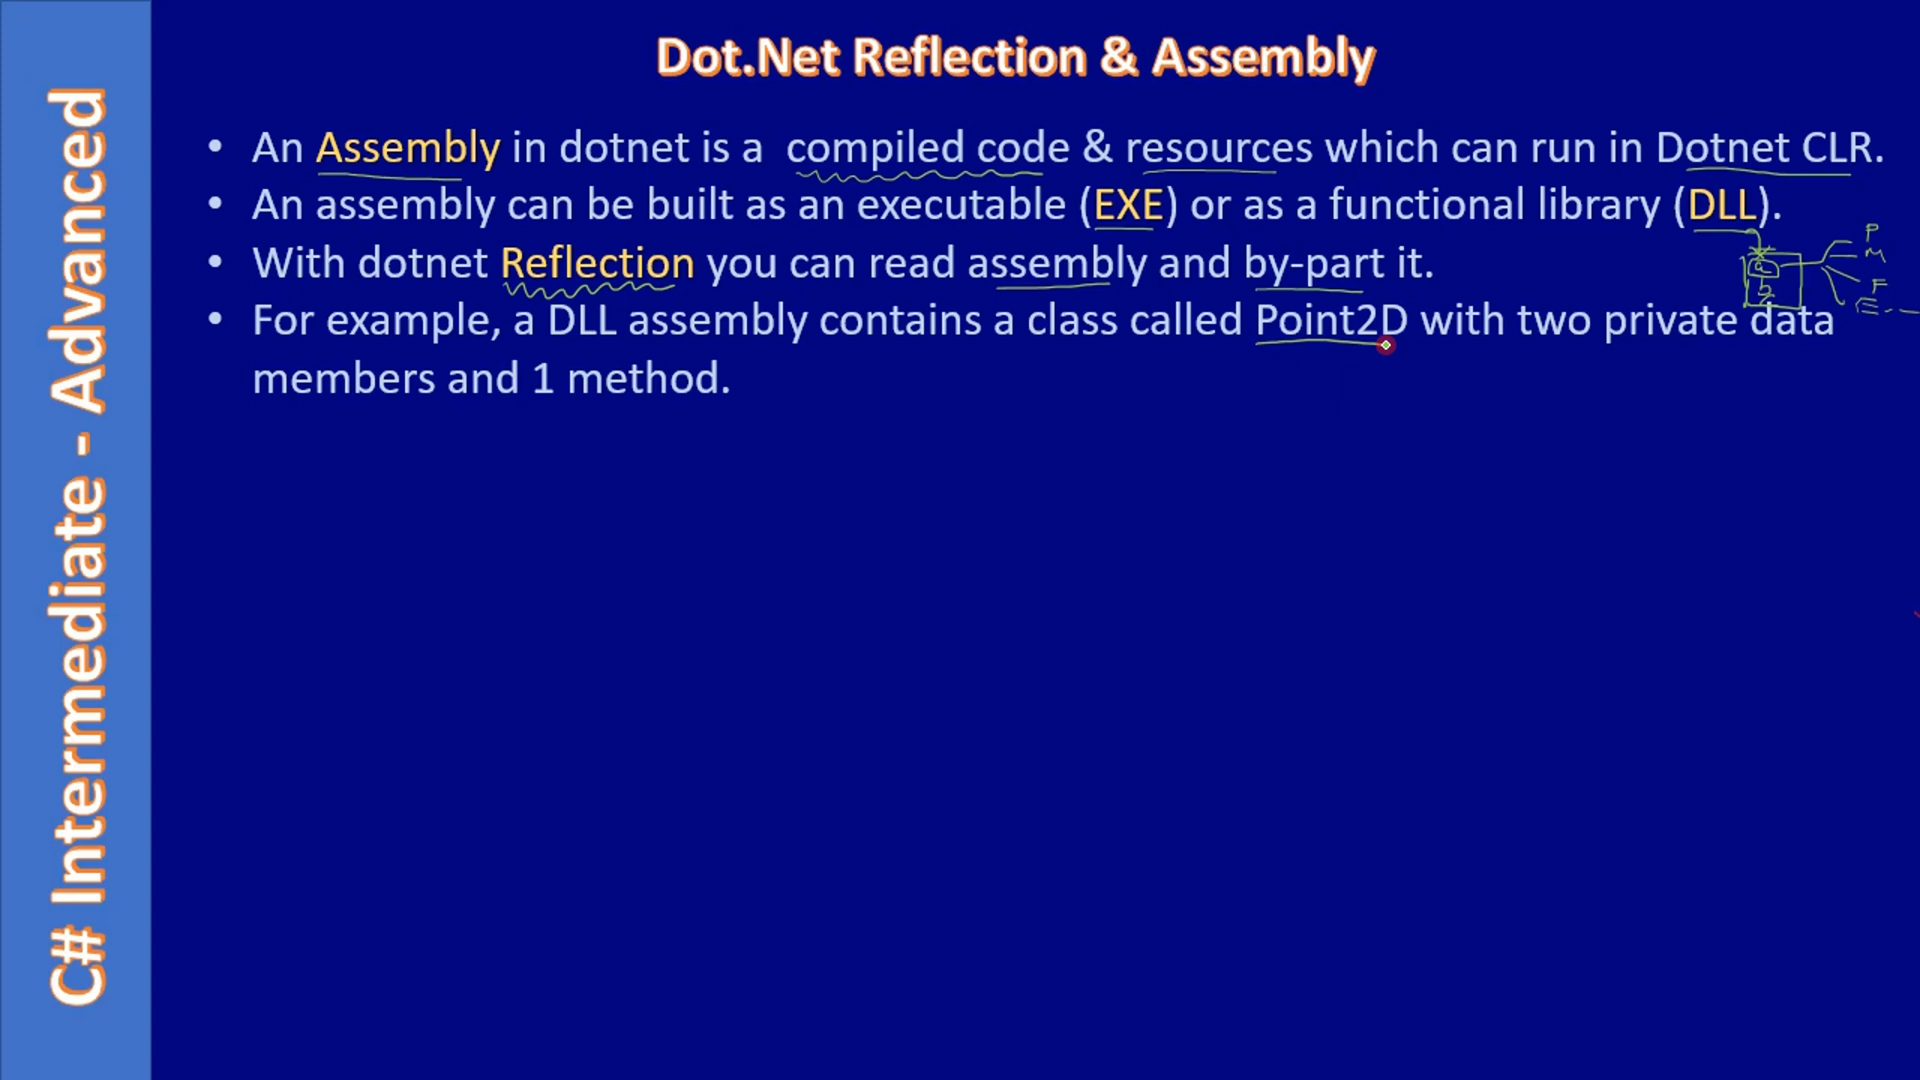 C# Intermediate - Advanced
Dot.Net Reflection & Assembly
• An Assembly in dotnet is a compiled code & resources which can run in Dotnet CLR.
• An assembly can be built as an executable (EXE) or as a functional library (DLL).
• With dotnet Reflection you can read assembly and by-part it.
• For example, a DLL assembly contains a class called Point2D with two private data
members and 1 method.
P
M
F
E